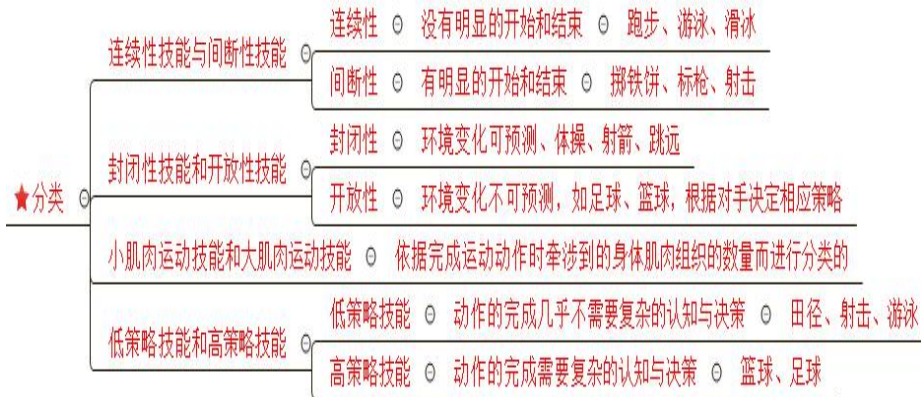 ★分类
连续性技能与间断性技能
连续性 没有明显的开始和结束 跑步、游泳、滑冰
间断性 有明显的开始和结束 掷铁饼、标枪、射击
封闭性技能和开放性技能
封闭性 环境变化可预测、体操、射箭、跳远
开放性 环境变化不可预测，如足球、篮球，根据对手决定相应策略
小肌肉运动技能和大肌肉运动技能 依据完成运动动作时牵涉到的身体肌肉组织的数量而进行分类的
低策略技能和高策略技能
低策略技能 动作的完成几乎不需要复杂的认知与决策 田径、射击、游泳
高策略技能 动作的完成需要复杂的认知与决策 篮球、足球